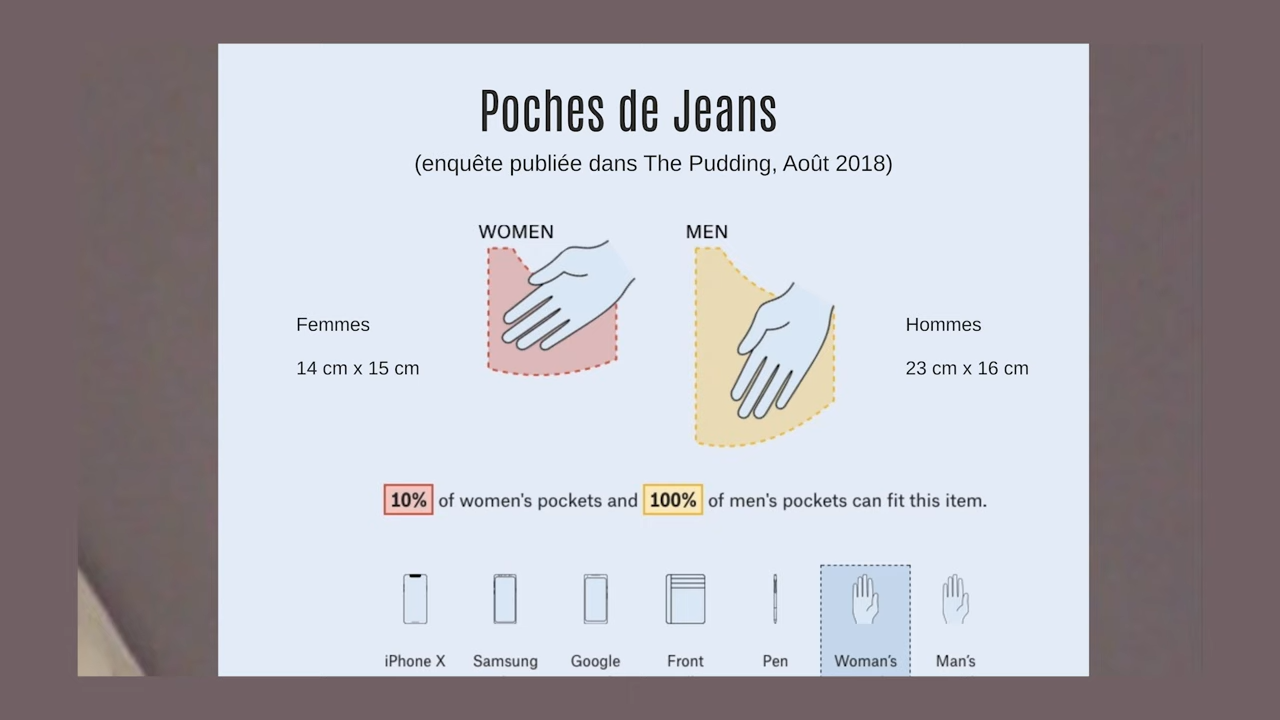 Poches de Jeans
(enquête publiée dans The Pudding, Août 2018)
WOMEN
MEN
Femmes
14 cm x 15 cm
Hommes
23 cm x 16 cm
10% of women's pockets and 100% of men's pockets can fit this item.
iPhone X Samsung Google Front Pen Woman's Man's